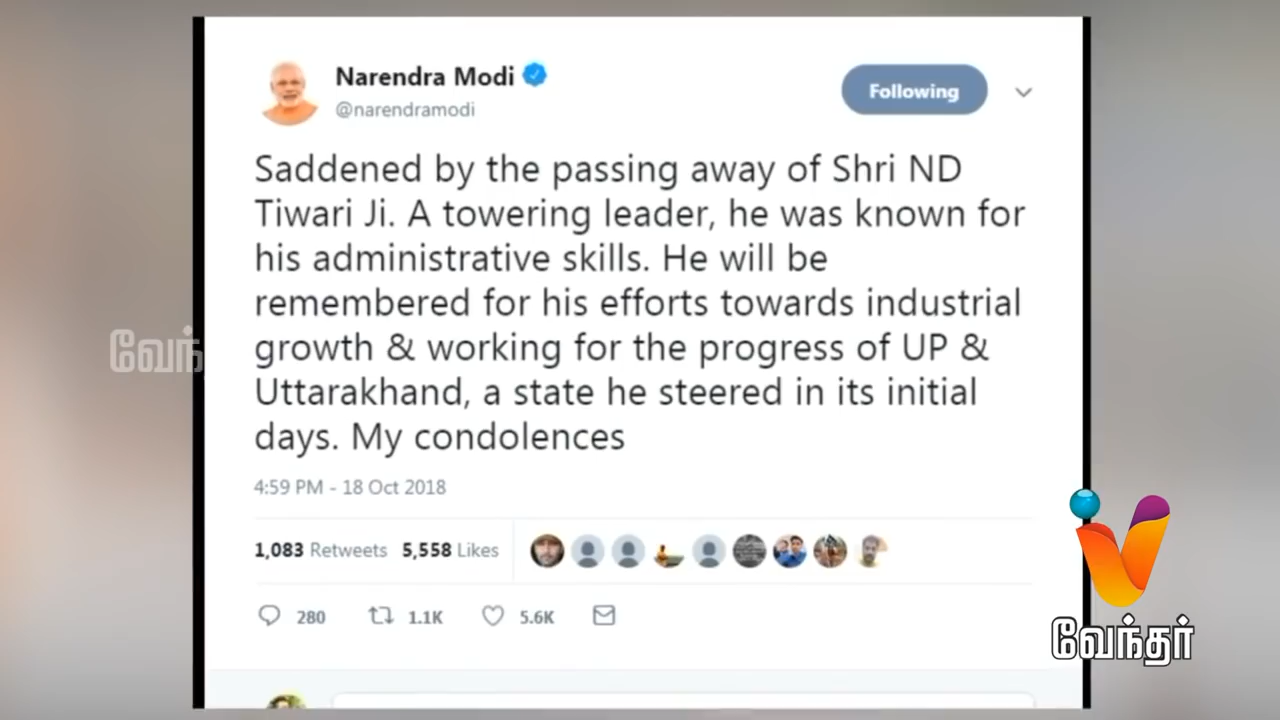 Narendra Modi
@narendramodi
Following
Saddened by the passing away of Shri ND
Tiwari Ji. A towering leader, he was known for
his administrative skills. He will be
remembered for his efforts towards industrial
growth & working for the progress of UP &
Uttarakhand, a state he steered in its initial
days. My condolences
4:59 PM - 18 Oct 2018
1,083 Retweets 5,558 Likes
280 1.1K 5.6K
வேந்தர்